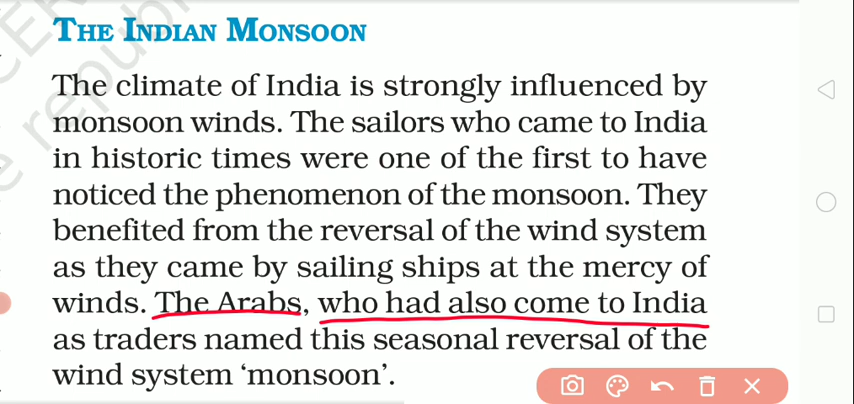 THE INDIAN MONSOON
The climate of India is strongly influenced by
monsoon winds. The sailors who came to India
in historic times were one of the first to have
noticed the phenomenon of the monsoon. They
benefited from the reversal of the wind system
as they came by sailing ships at the mercy of
winds. The Arabs, who had also come to India
as traders named this seasonal reversal of the
wind system ‘monsoon’.